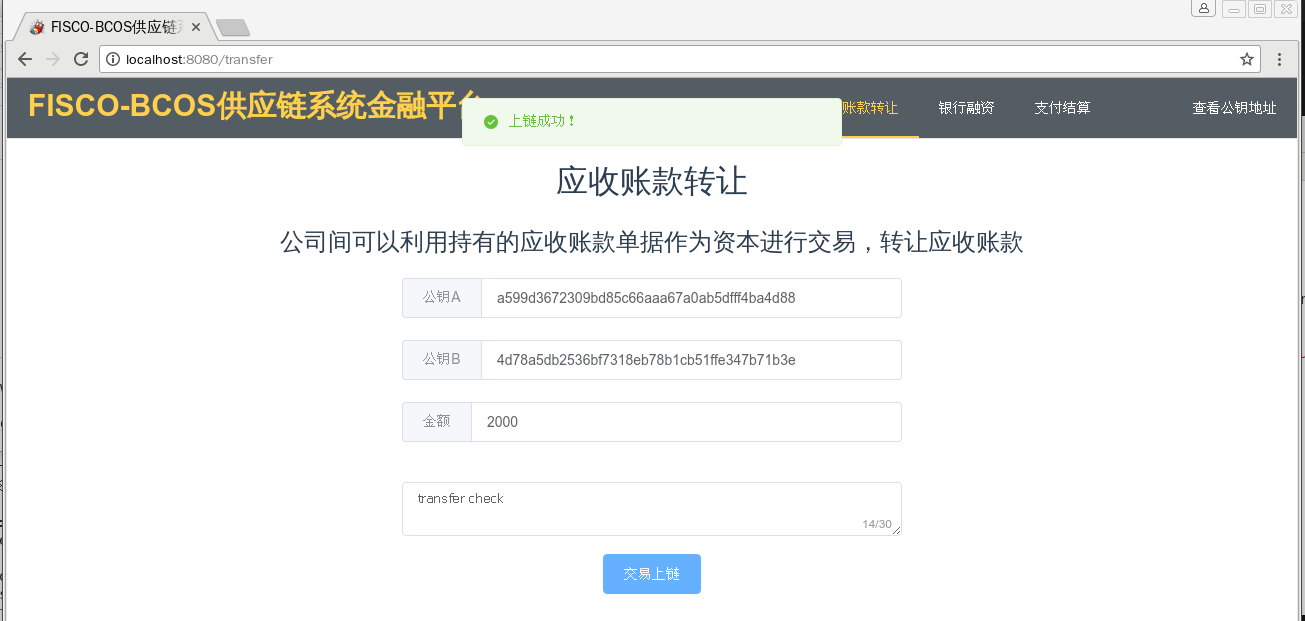 FISCO-BCOS供应链
localhost:8080/transfer
FISCO-BCOS供应链系统金融平台
账款转让
银行融资
支付结算
查看公钥地址
上链成功！
应收账款转让
公司间可以利用持有的应收账款单据作为资本进行交易，转让应收账款
公钥A
a599d3672309bd85c66aaa67a0ab5dfff4ba4d88
公钥B
4d78a5db2536bf7318eb78b1cb51ffe347b71b3e
金额
2000
transfer check
14/30
交易上链